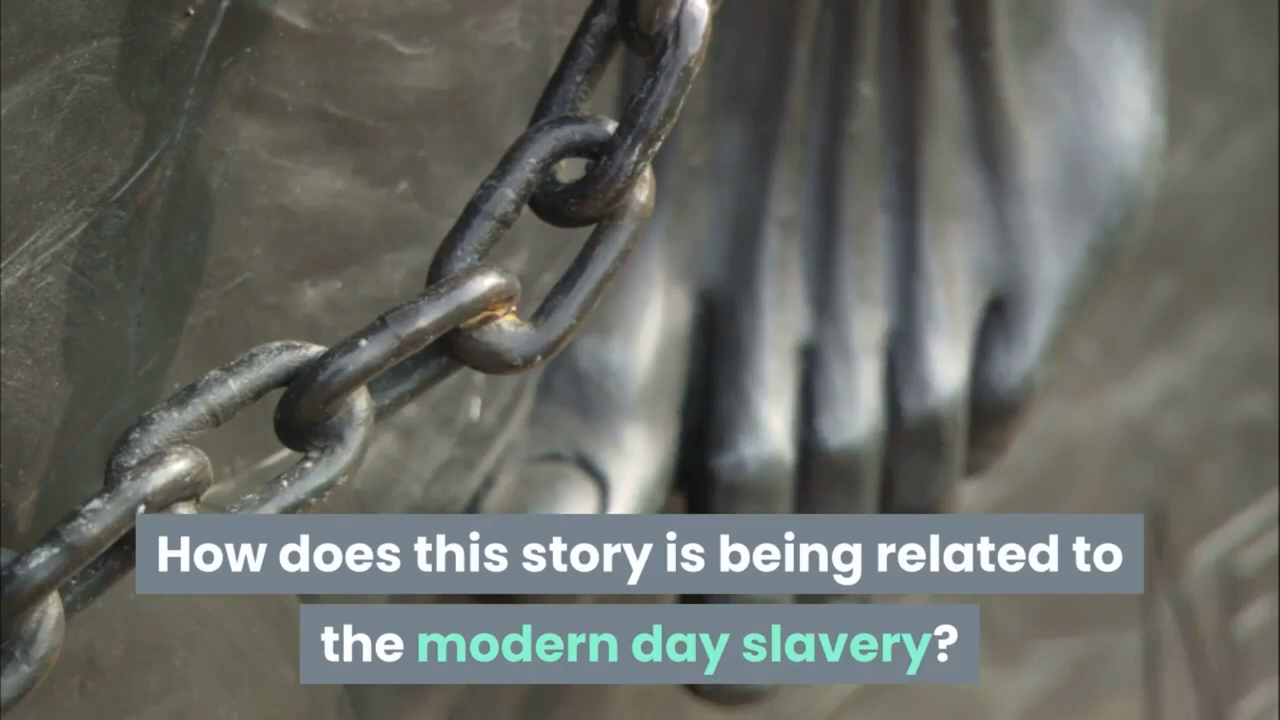 How does this story is being related to
the modern day slavery?